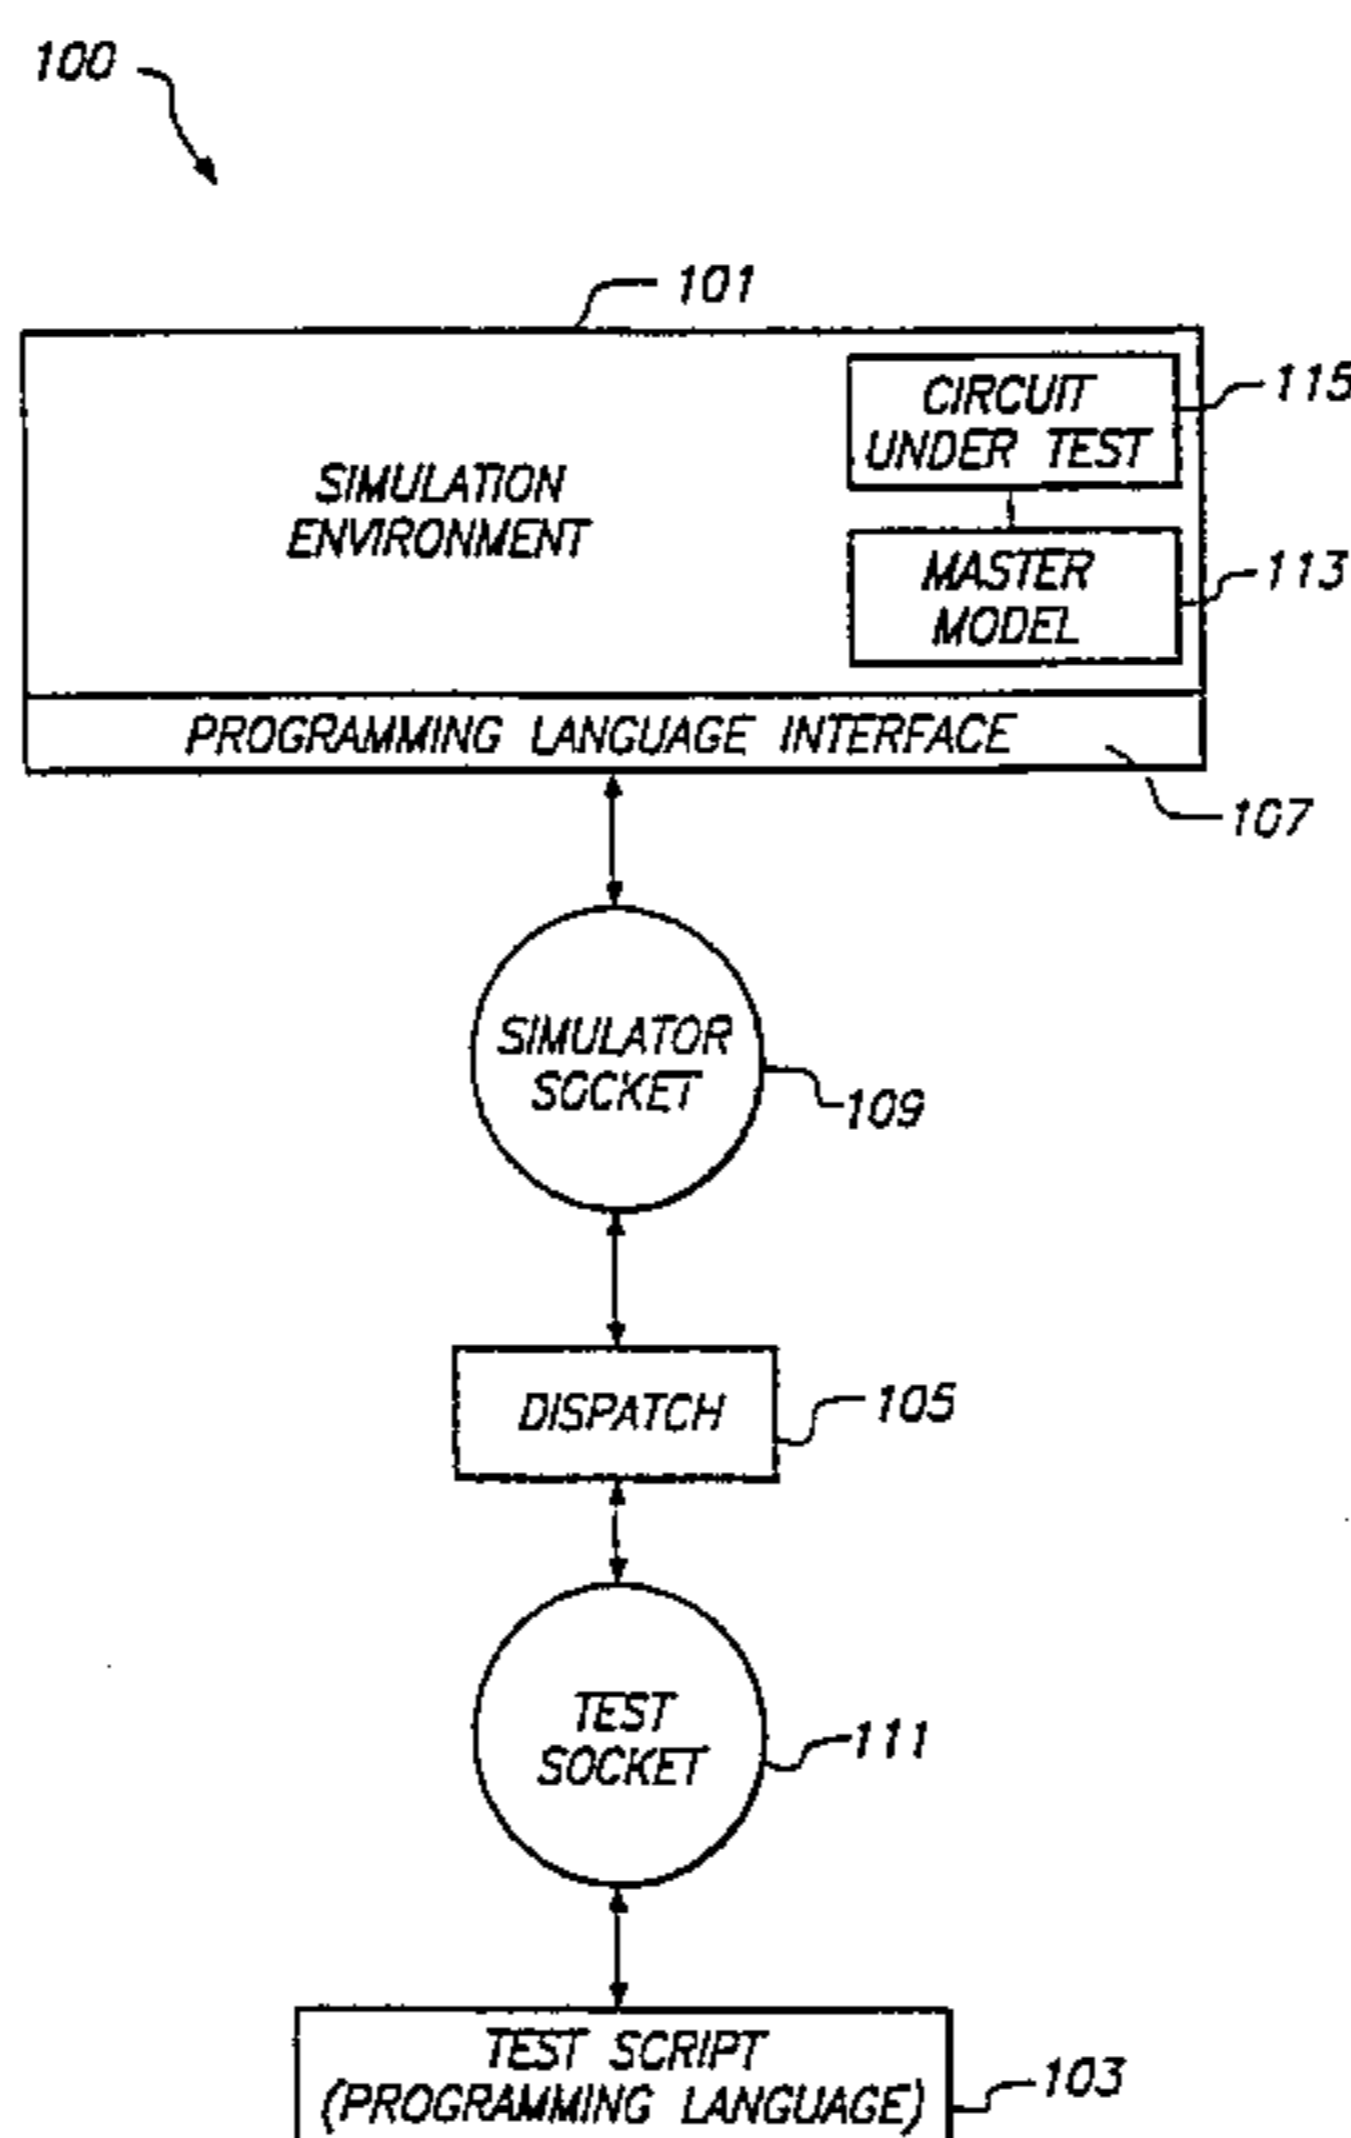 100
101
CIRCUIT
UNDER TEST
115
SIMULATION
ENVIRONMENT
MASTER
MODEL
113
PROGRAMMING LANGUAGE INTERFACE
107
SIMULATOR
SOCKET
109
DISPATCH
105
TEST
SOCKET
111
TEST SCRIPT
(PROGRAMMING LANGUAGE)
103